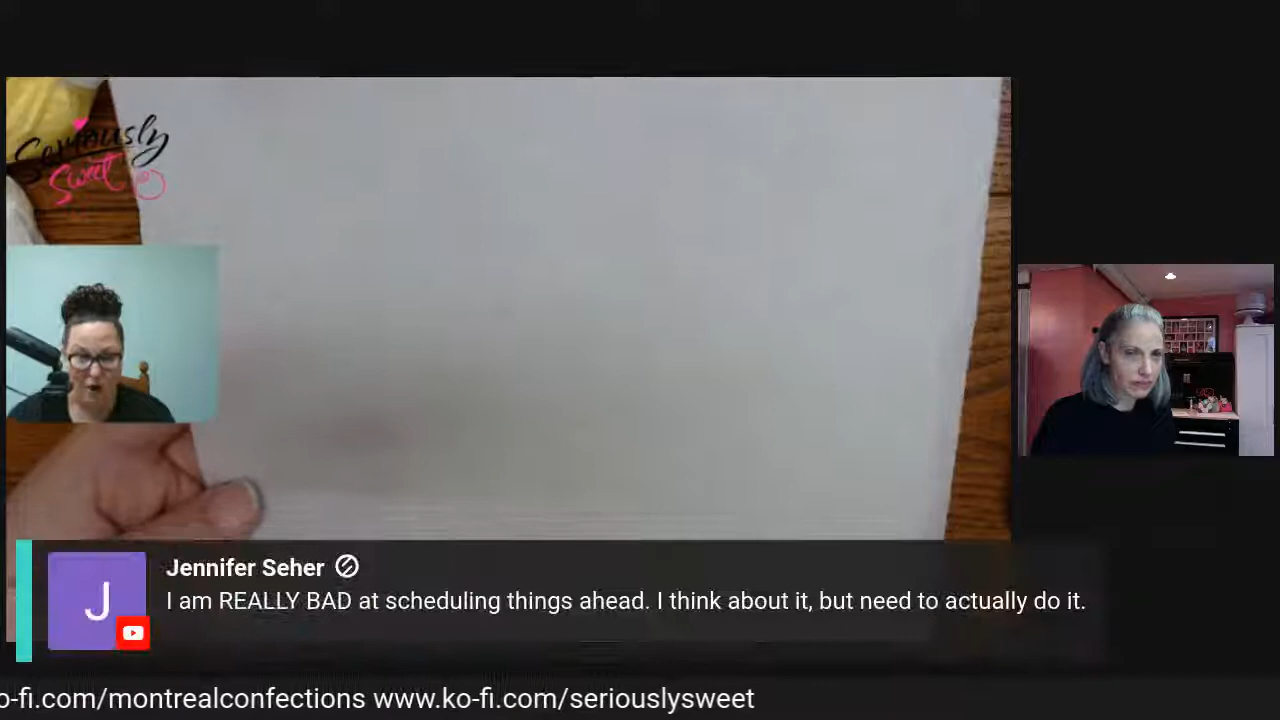 Seriously
Sweet
J
Jennifer Seher
I am REALLY BAD at scheduling things ahead. I think about it, but need to actually do it.
o-fi.com/montrealconfections www.ko-fi.com/seriouslysweet